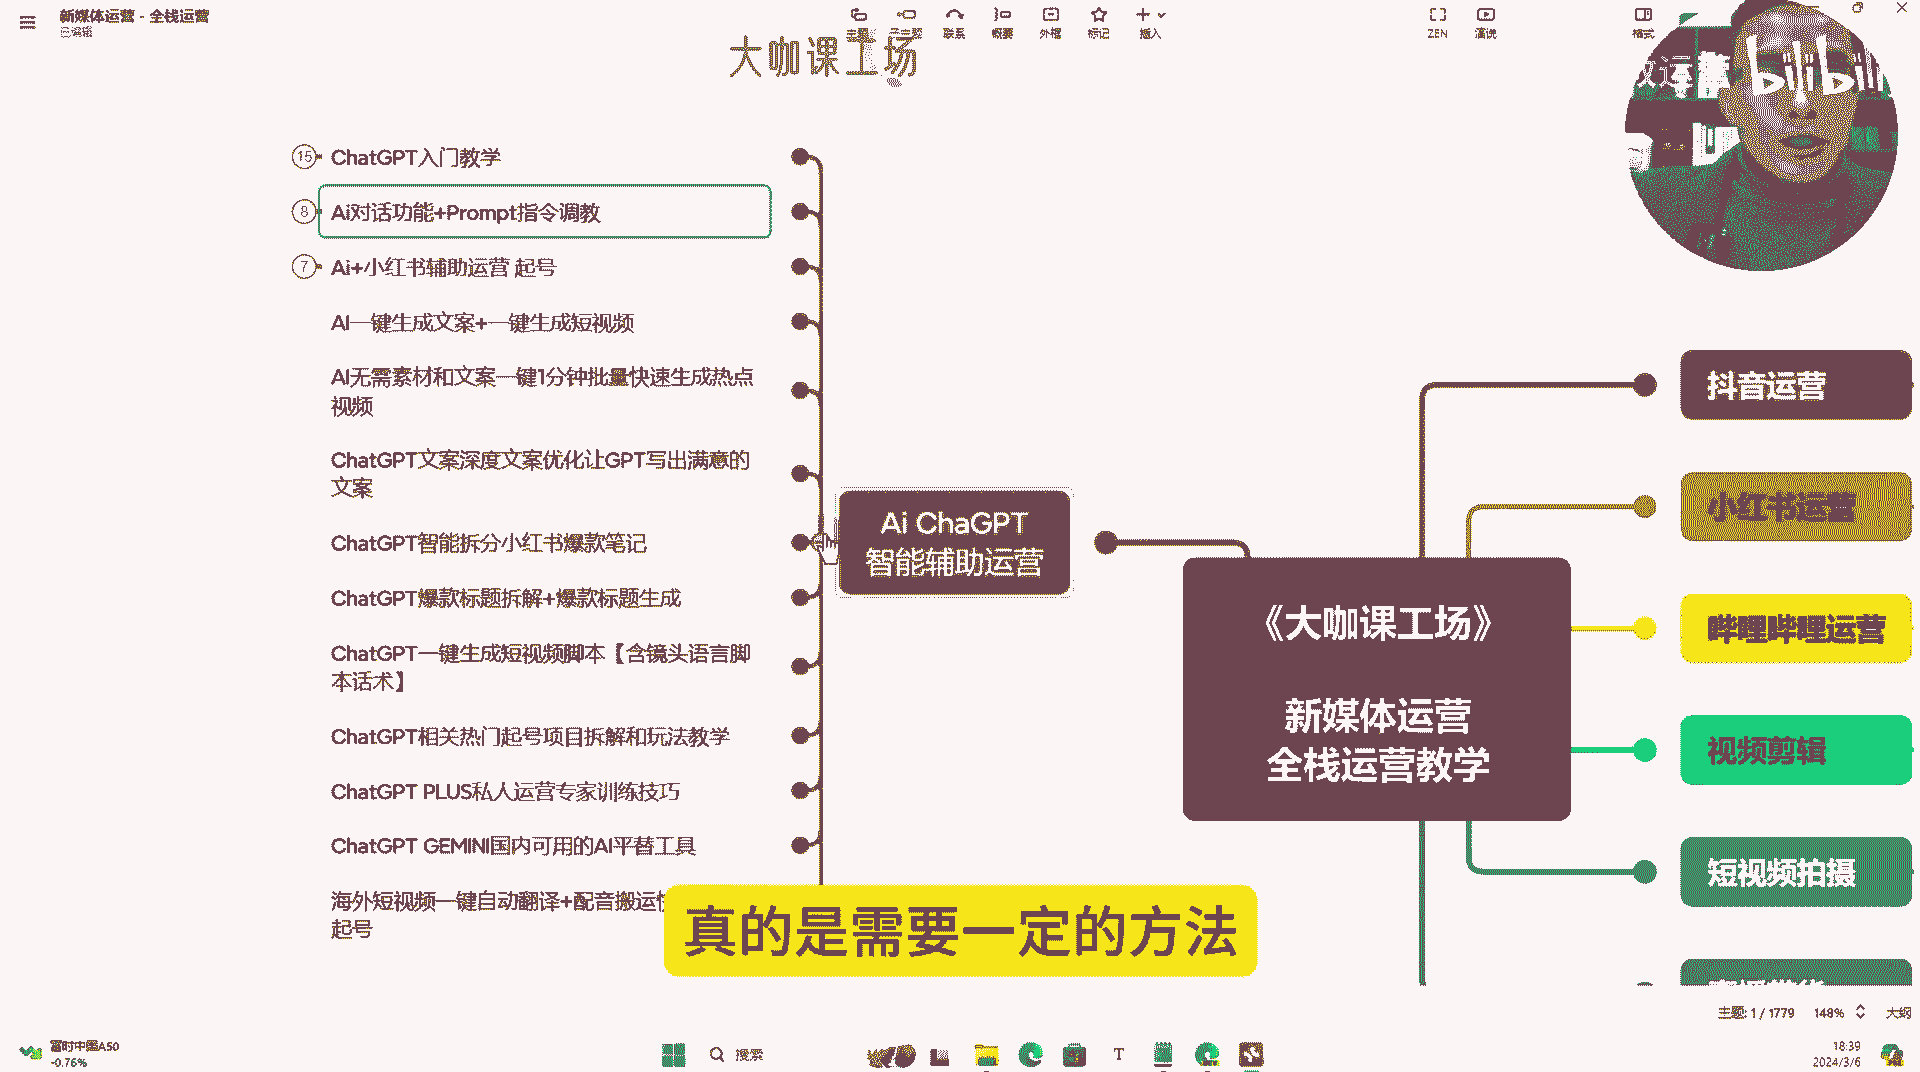 新媒体运营 - 全栈运营
已编辑
主题
子主题
联系
概要
外框
标记
插入
ZEN
演说
格式
大咖课工场
bilibili
15
ChatGPT入门教学
8
Ai对话功能+Prompt指令调教
7
Ai+小红书辅助运营 起号
AI一键生成文案+一键生成短视频
AI无需素材和文案一键1分钟批量快速生成热点
视频
ChatGPT文案深度文案优化让GPT写出满意的
文案
ChatGPT智能拆分小红书爆款笔记
ChatGPT爆款标题拆解+爆款标题生成
ChatGPT一键生成短视频脚本【含镜头语言脚
本话术】
ChatGPT相关热门起号项目拆解和玩法教学
ChatGPT PLUS私人运营专家训练技巧
ChatGPT GEMINI国内可用的AI平替工具
海外短视频一键自动翻译+配音搬运
起号
Ai ChaGPT
智能辅助运营
《大咖课工场》
新媒体运营
全栈运营教学
抖音运营
小红书运营
哔哩哔哩运营
视频剪辑
短视频拍摄
真的是需要一定的方法
主题: 1 / 1779
148%
大纲
富时中国A50
-0.76%
搜索
18:39
2024/3/6